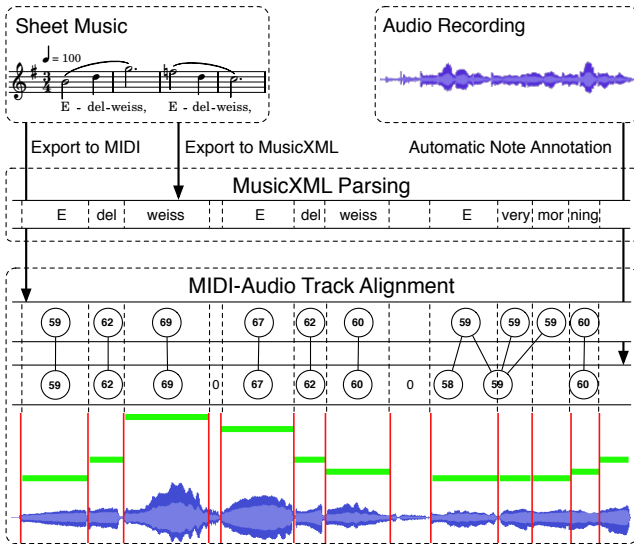 Sheet Music
♩ = 100
3/4
E - del-weiss, E - del-weiss,
Audio Recording
Export to MIDI
Export to MusicXML
Automatic Note Annotation
MusicXML Parsing
E del weiss E del weiss E very mor ning
MIDI-Audio Track Alignment
59 62 69 67 62 60 59 59 59 60
59 62 69 0 67 62 60 0 58 59 60